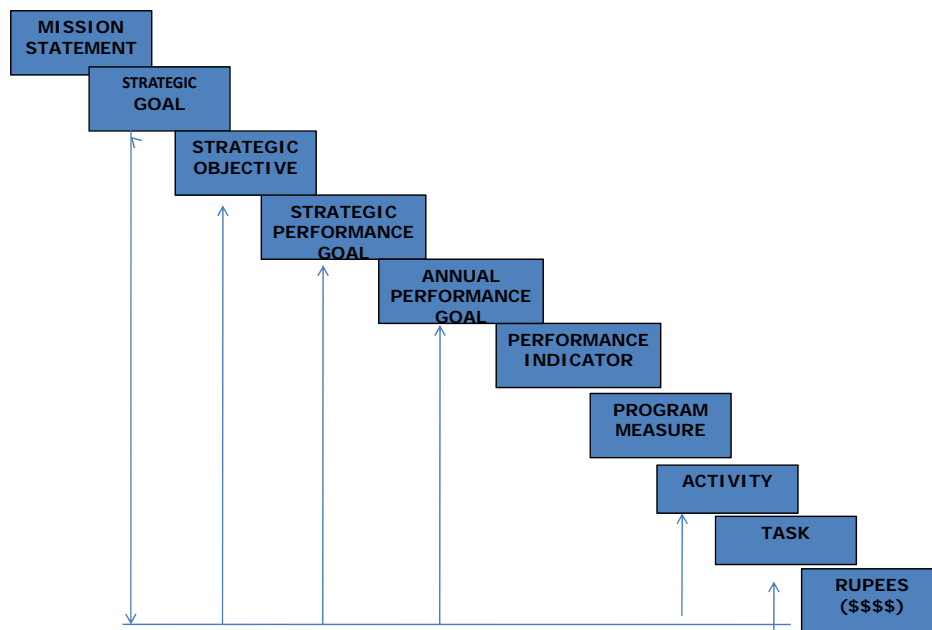 MISSION
STATEMENT
STRATEGIC
GOAL
STRATEGIC
OBJECTIVE
STRATEGIC
PERFORMANCE
GOAL
ANNUAL
PERFORMANCE
GOAL
PERFORMANCE
INDICATOR
PROGRAM
MEASURE
ACTIVITY
TASK
RUPEES
($$$$)